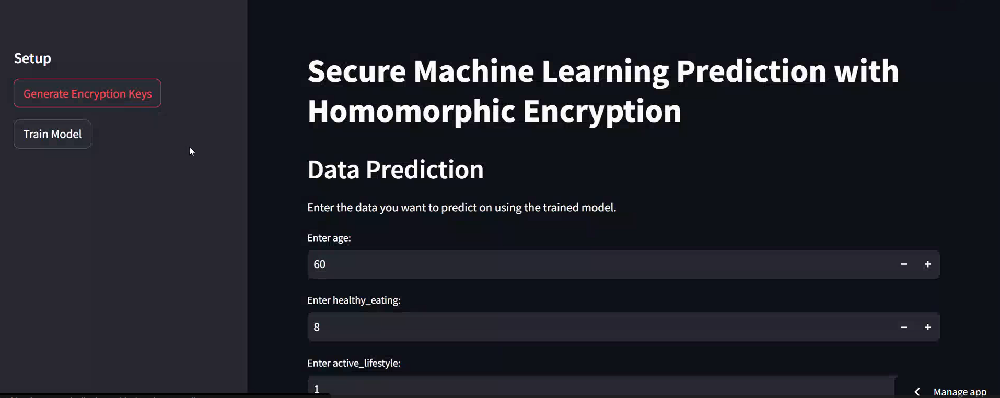 Setup
Generate Encryption Keys
Train Model
Secure Machine Learning Prediction with
Homomorphic Encryption
Data Prediction
Enter the data you want to predict on using the trained model.
Enter age:
60
Enter healthy_eating:
8
Enter active_lifestyle:
1
Manage app